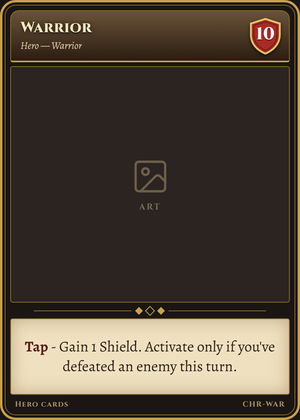 Warrior
10
Hero — Warrior
ART
Tap - Gain 1 Shield. Activate only if you've
defeated an enemy this turn.
Hero cards
CHR-WAR